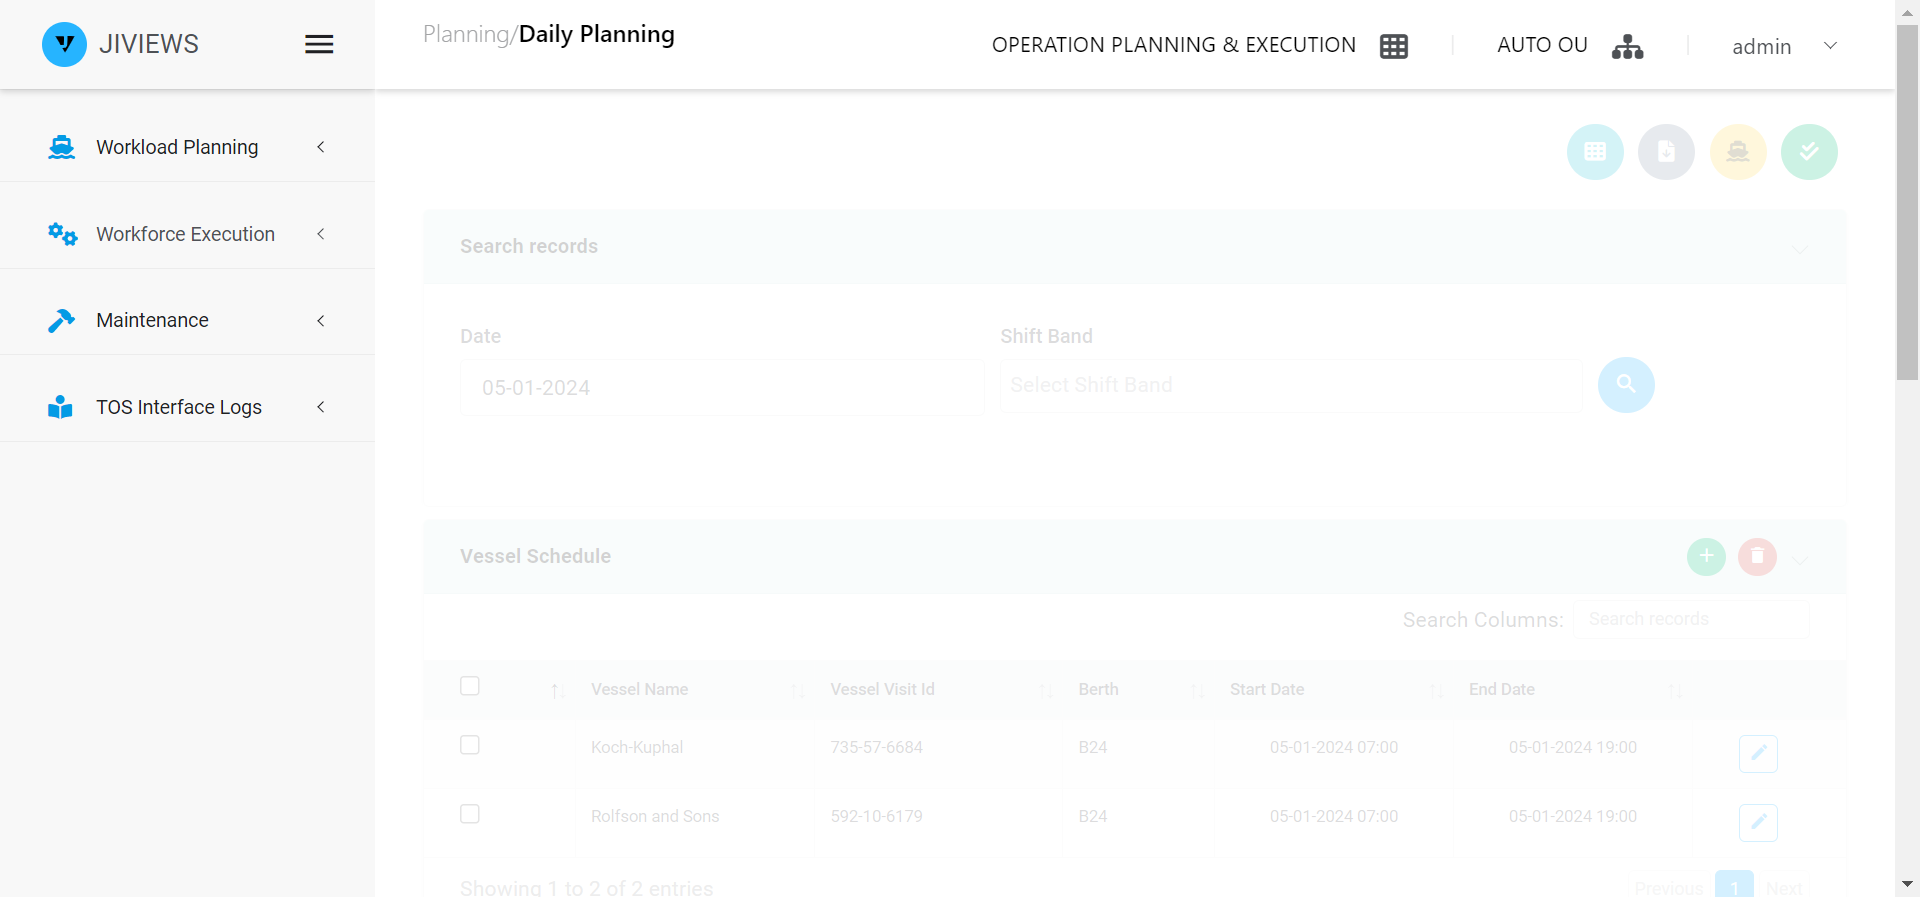 JIVIEWS
Planning/Daily Planning
OPERATION PLANNING & EXECUTION
AUTO OU
admin
Workload Planning
Workforce Execution
Maintenance
TOS Interface Logs
Search records
Date
Shift Band
05-01-2024
Select Shift Band
Vessel Schedule
Search Columns: Search records
Vessel Name Vessel Visit Id Berth Start Date End Date
Koch-Kuphal 735-57-6684 B24 05-01-2024 07:00 05-01-2024 19:00
Rolfson and Sons 592-10-6179 B24 05-01-2024 07:00 05-01-2024 19:00
Showing 1 to 2 of 2 entries
Previous 1 Next